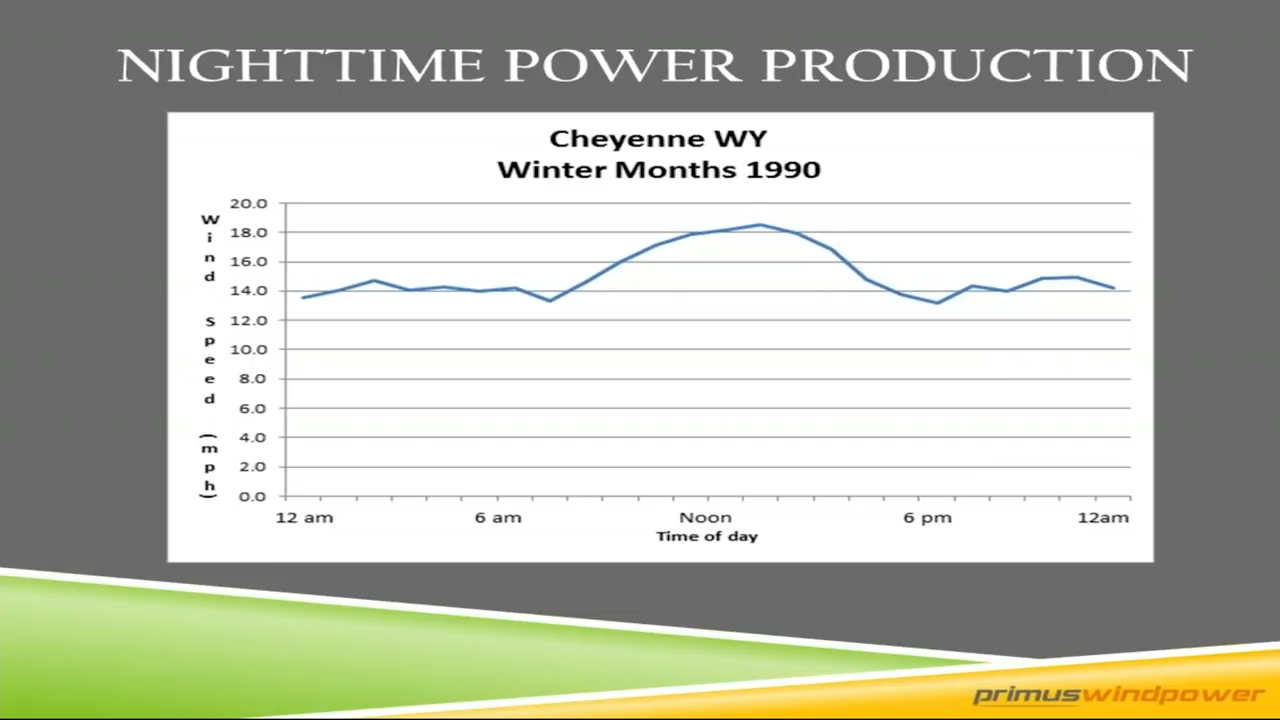 NIGHTTIME POWER PRODUCTION
Cheyenne WY
Winter Months 1990
Wind Speed (mph)
20.0
18.0
16.0
14.0
12.0
10.0
8.0
6.0
4.0
2.0
0.0
12 am 6 am Noon 6 pm 12am
Time of day
primuswindpower